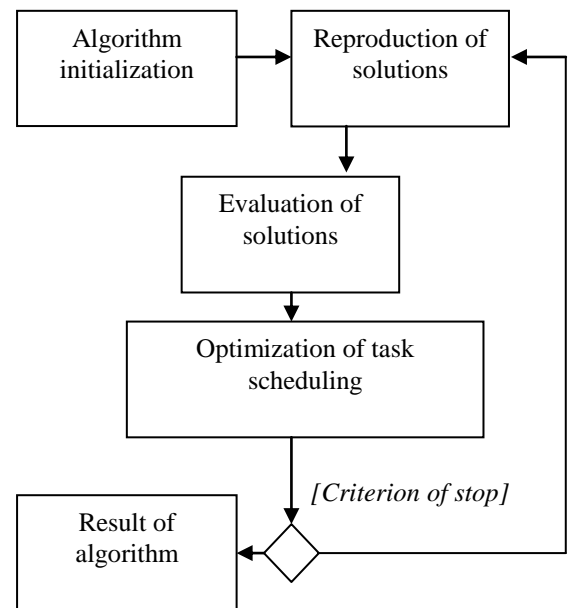 Algorithm
initialization
Reproduction of
solutions
Evaluation of
solutions
Optimization of task
scheduling
[Criterion of stop]
Result of
algorithm